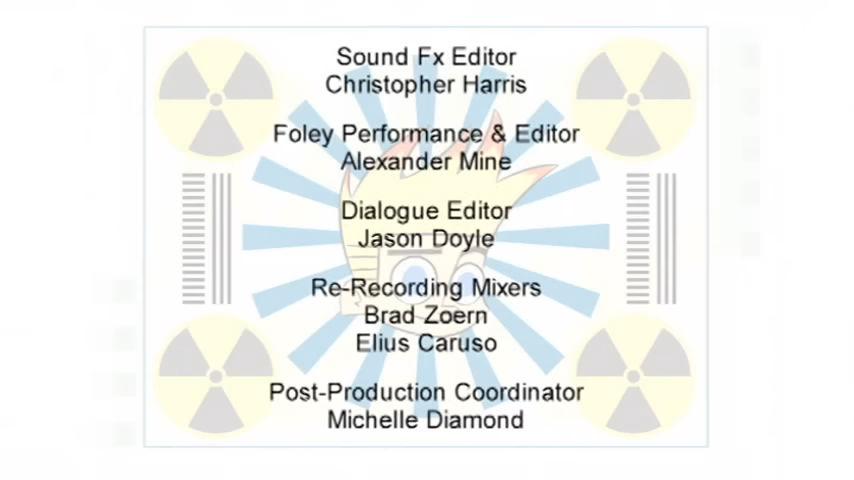 Sound Fx Editor
Christopher Harris
Foley Performance & Editor
Alexander Mine
Dialogue Editor
Jason Doyle
Re-Recording Mixers
Brad Zoern
Elius Caruso
Post-Production Coordinator
Michelle Diamond